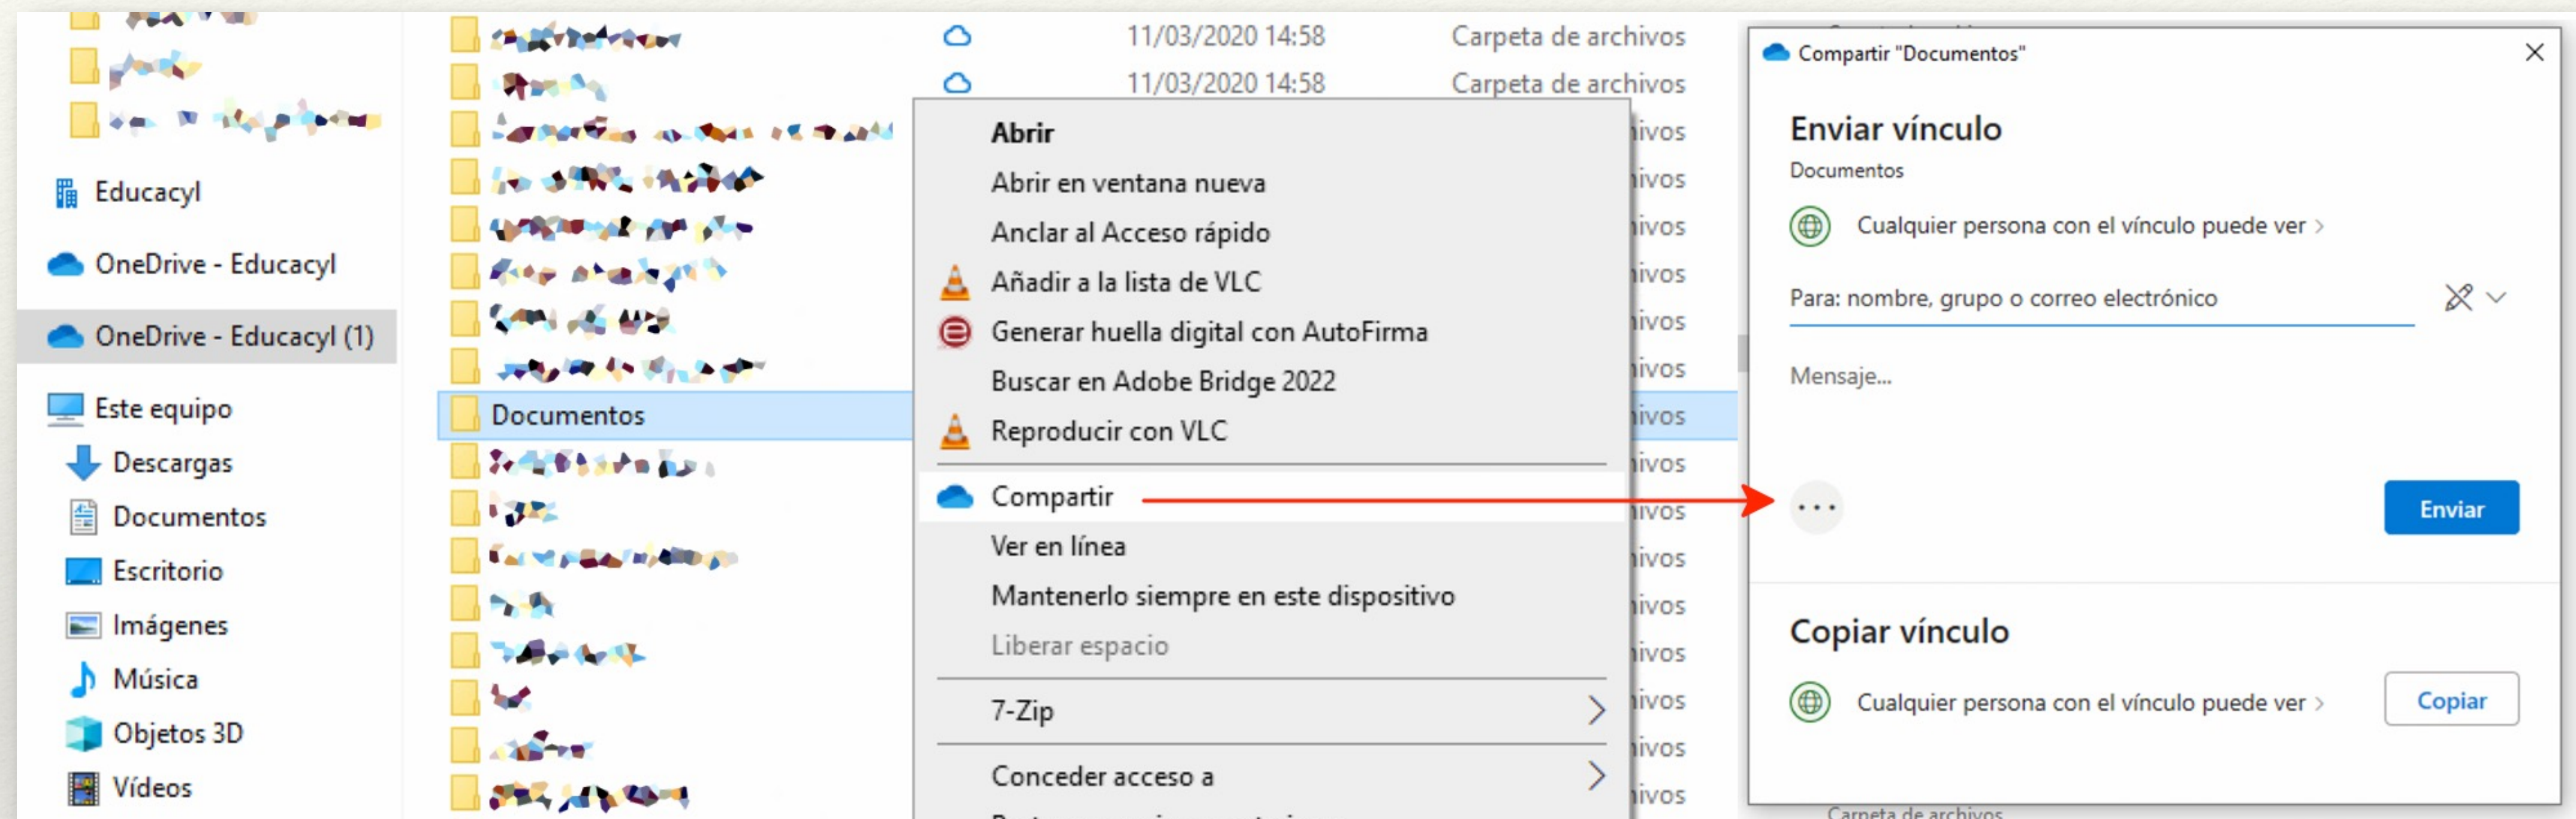 Educacyl
OneDrive - Educacyl
OneDrive - Educacyl (1)
Este equipo
Descargas
Documentos
Escritorio
Imágenes
Música
Objetos 3D
Vídeos
11/03/2020 14:58 Carpeta de archivos
11/03/2020 14:58 Carpeta de archivos
Documentos
Abrir
Abrir en ventana nueva
Anclar al Acceso rápido
Añadir a la lista de VLC
Generar huella digital con AutoFirma
Buscar en Adobe Bridge 2022
Reproducir con VLC
Compartir
Ver en línea
Mantenerlo siempre en este dispositivo
Liberar espacio
7-Zip
Conceder acceso a
Compartir "Documentos"
Enviar vínculo
Documentos
Cualquier persona con el vínculo puede ver
Para: nombre, grupo o correo electrónico
Mensaje...
Enviar
Copiar vínculo
Cualquier persona con el vínculo puede ver
Copiar
Carpeta de archivos